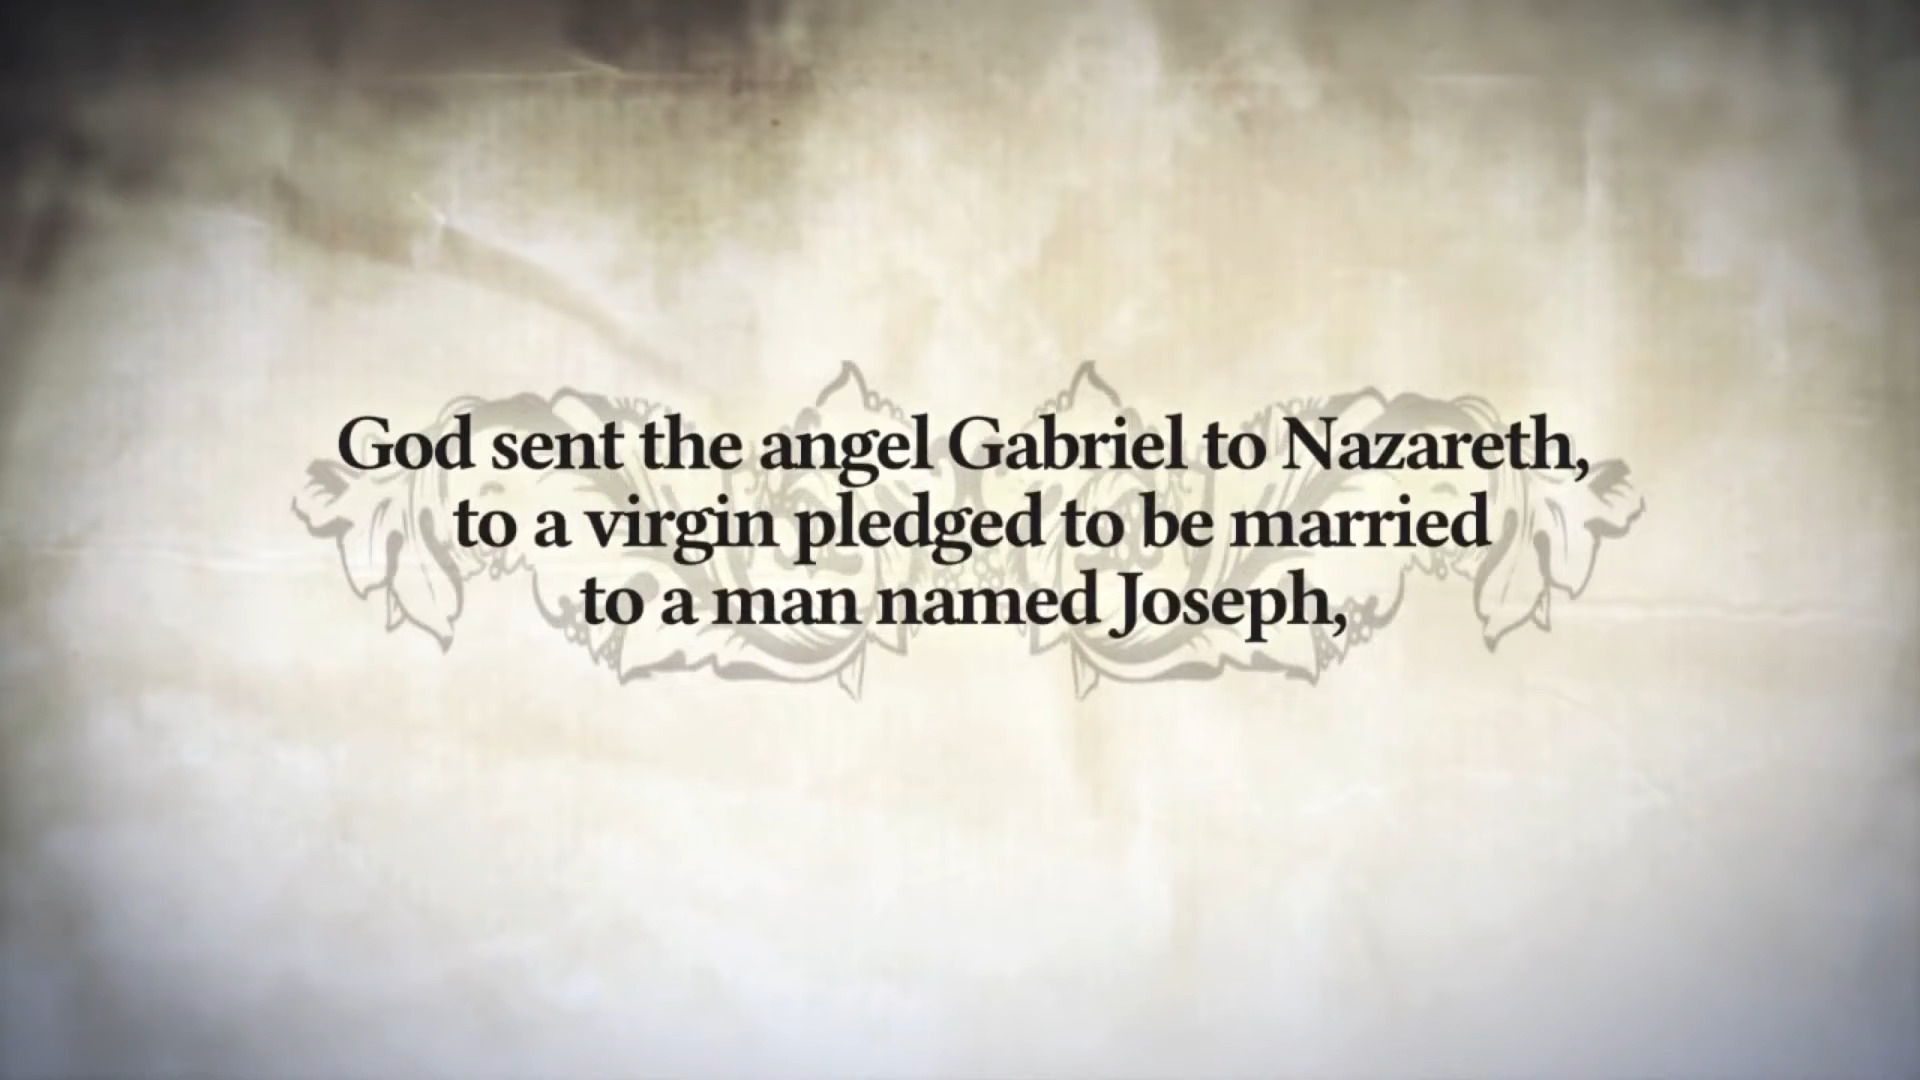 God sent the angel Gabriel to Nazareth,
to a virgin pledged to be married
to a man named Joseph,